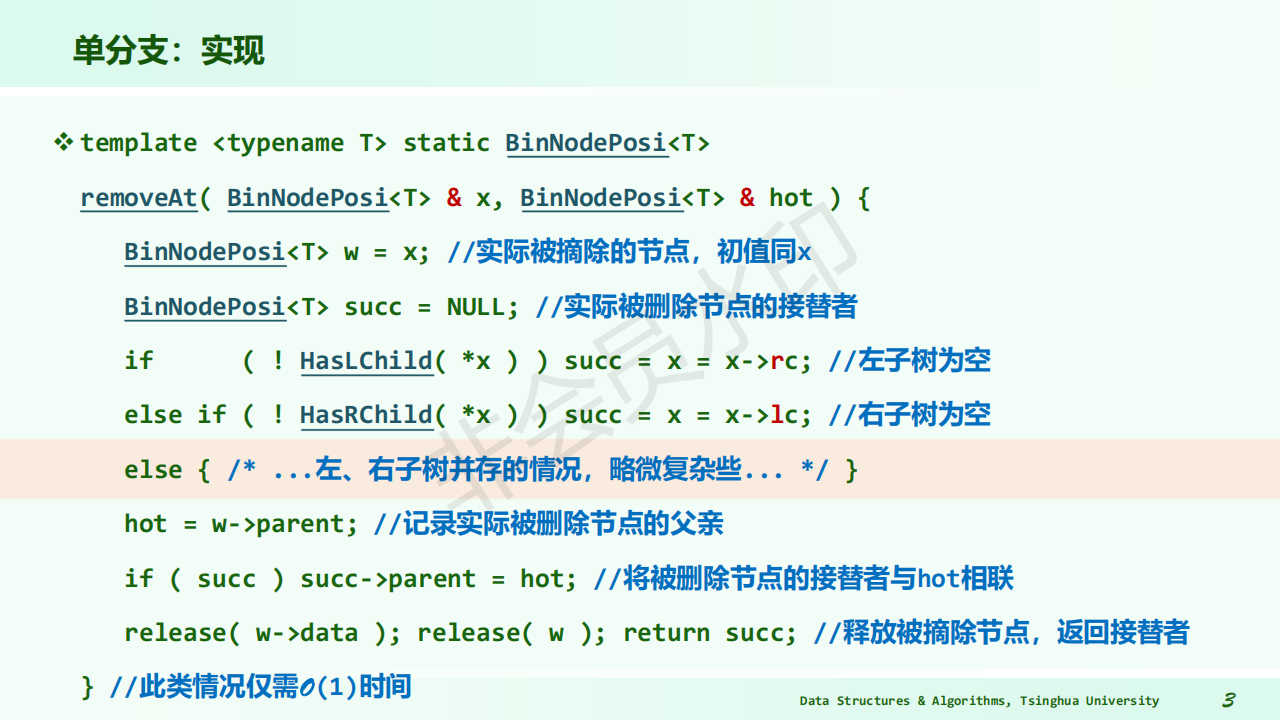 单分支：实现
❖ template <typename T> static BinNodePosi<T>
removeAt( BinNodePosi<T> & x, BinNodePosi<T> & hot ) {
BinNodePosi<T> w = x; //实际被摘除的节点，初值同x
BinNodePosi<T> succ = NULL; //实际被删除节点的接替者
if      ( ! HasLChild( *x ) ) succ = x = x->rc; //左子树为空
else if ( ! HasRChild( *x ) ) succ = x = x->lc; //右子树为空
else { /* ...左、右子树并存的情况，略微复杂些... */ }
hot = w->parent; //记录实际被删除节点的父亲
if ( succ ) succ->parent = hot; //将被删除节点的接替者与hot相联
release( w->data ); release( w ); return succ; //释放被摘除节点，返回接替者
} //此类情况仅需O(1)时间
Data Structures & Algorithms, Tsinghua University 3
非会员水印